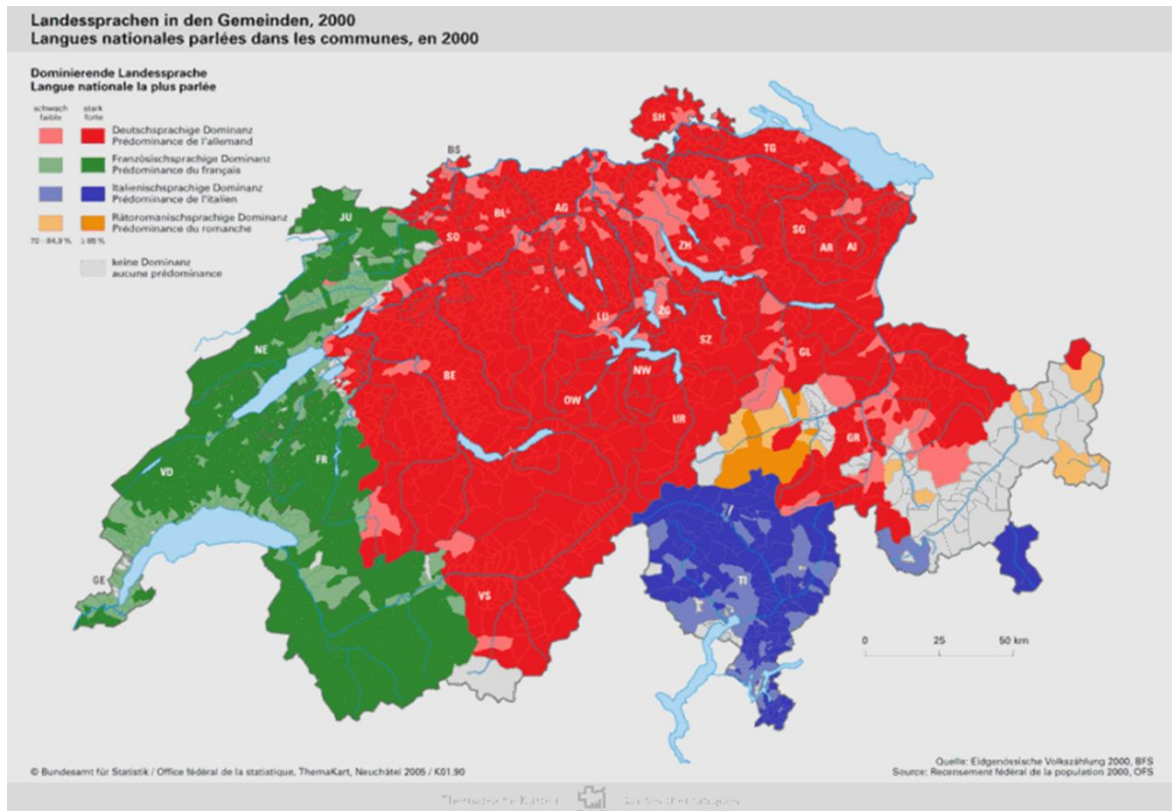 Landessprachen in den Gemeinden, 2000
Langues nationales parlées dans les communes, en 2000
Dominierende Landessprache
Langue nationale la plus parlée
schwach stark
faible forte
Deutschsprachige Dominanz
Prédominance de l'allemand
Französischsprachige Dominanz
Prédominance du français
Italienischsprachige Dominanz
Prédominance de l'italien
Rätoromanischsprachige Dominanz
Prédominance du romanche
70 - 84,9 % ≥ 85 %
keine Dominanz
aucune prédominance
SH
BS
TG
JU
BL
AG
SO
ZH
SG
AR
AI
LU
ZG
SZ
NE
BE
NW
GL
OW
UR
GR
FR
VD
GE
VS
TI
0 25 50 km
© Bundesamt für Statistik / Office fédéral de la statistique, ThemaKart, Neuchâtel 2005 / K01.90
Quelle: Eidgenössische Volkszählung 2000, BFS
Source: Recensement fédéral de la population 2000, OFS